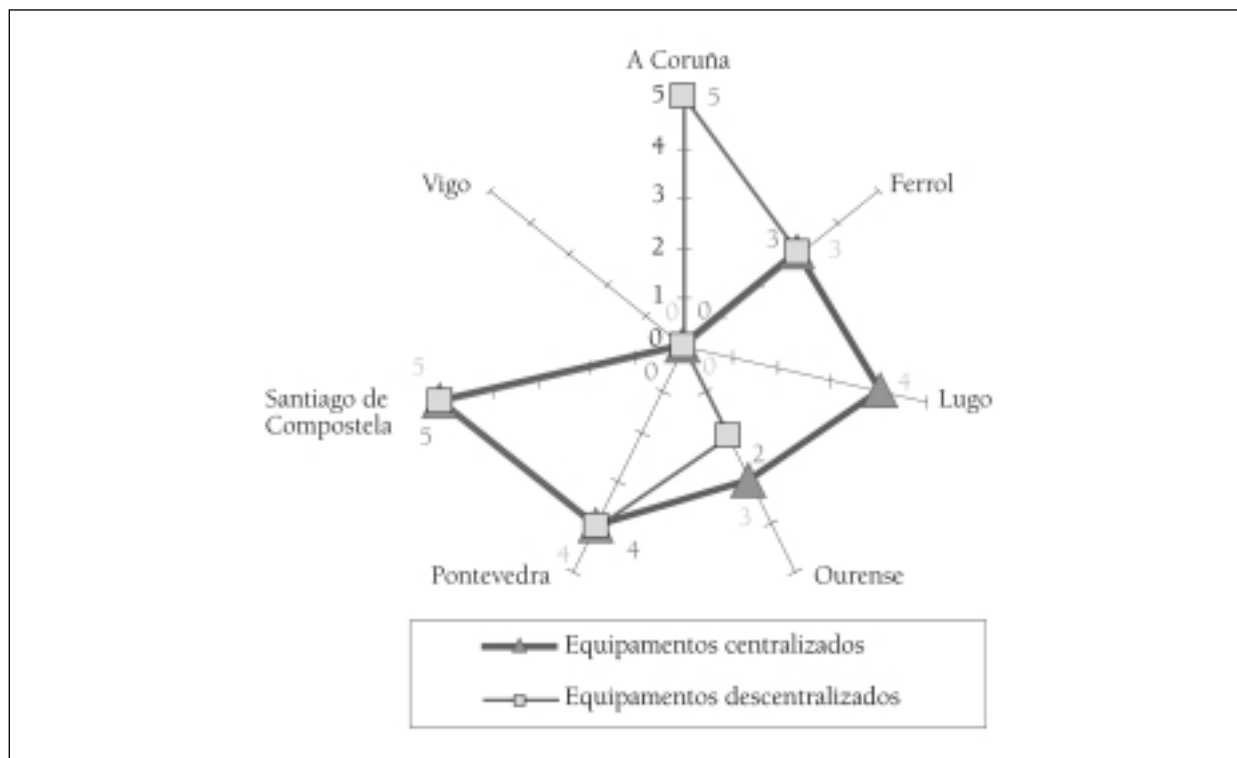 A Coruña
5 5
4
Vigo
Ferrol
3
3 3
2
1
0 0
0
0 0
5
4
Lugo
Santiago de
Compostela
5
2
3
4 4
Pontevedra
Ourense
Equipamentos centralizados
Equipamentos descentralizados